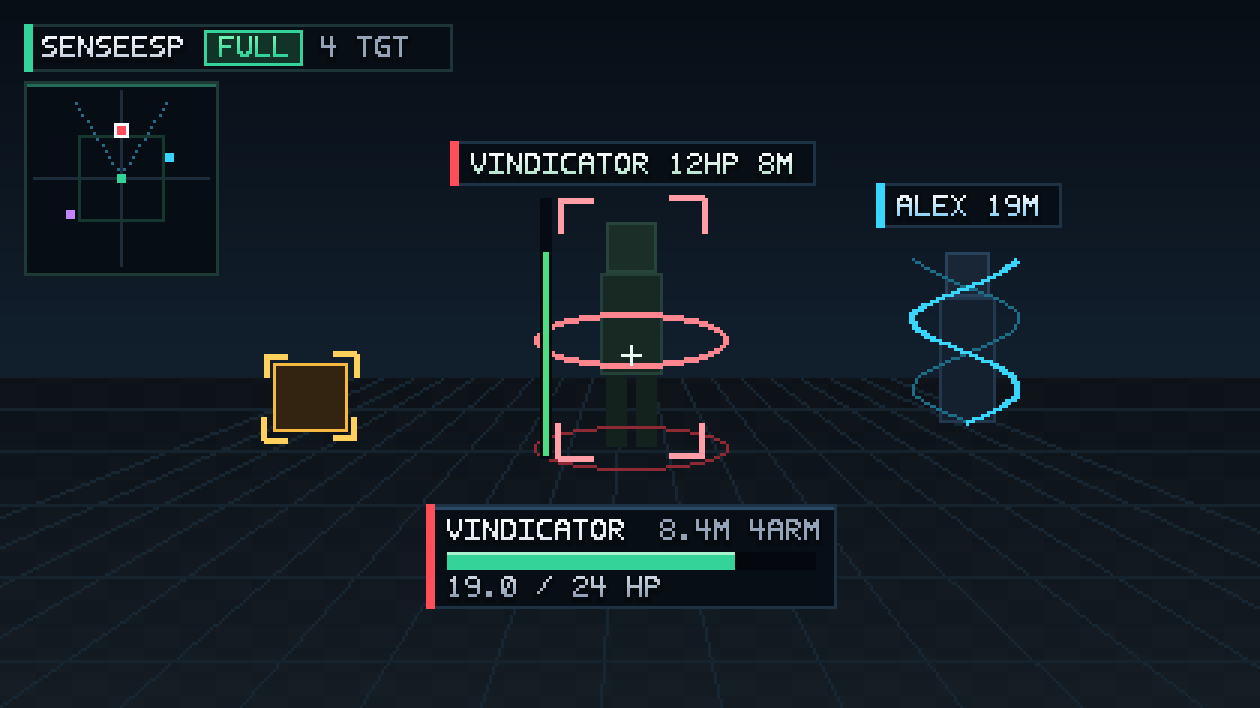 SENSEESP FULL 4 TGT
VINDICATOR 12HP 8M
ALEX 19M
VINDICATOR 8.4M 4ARM
19.0 / 24 HP